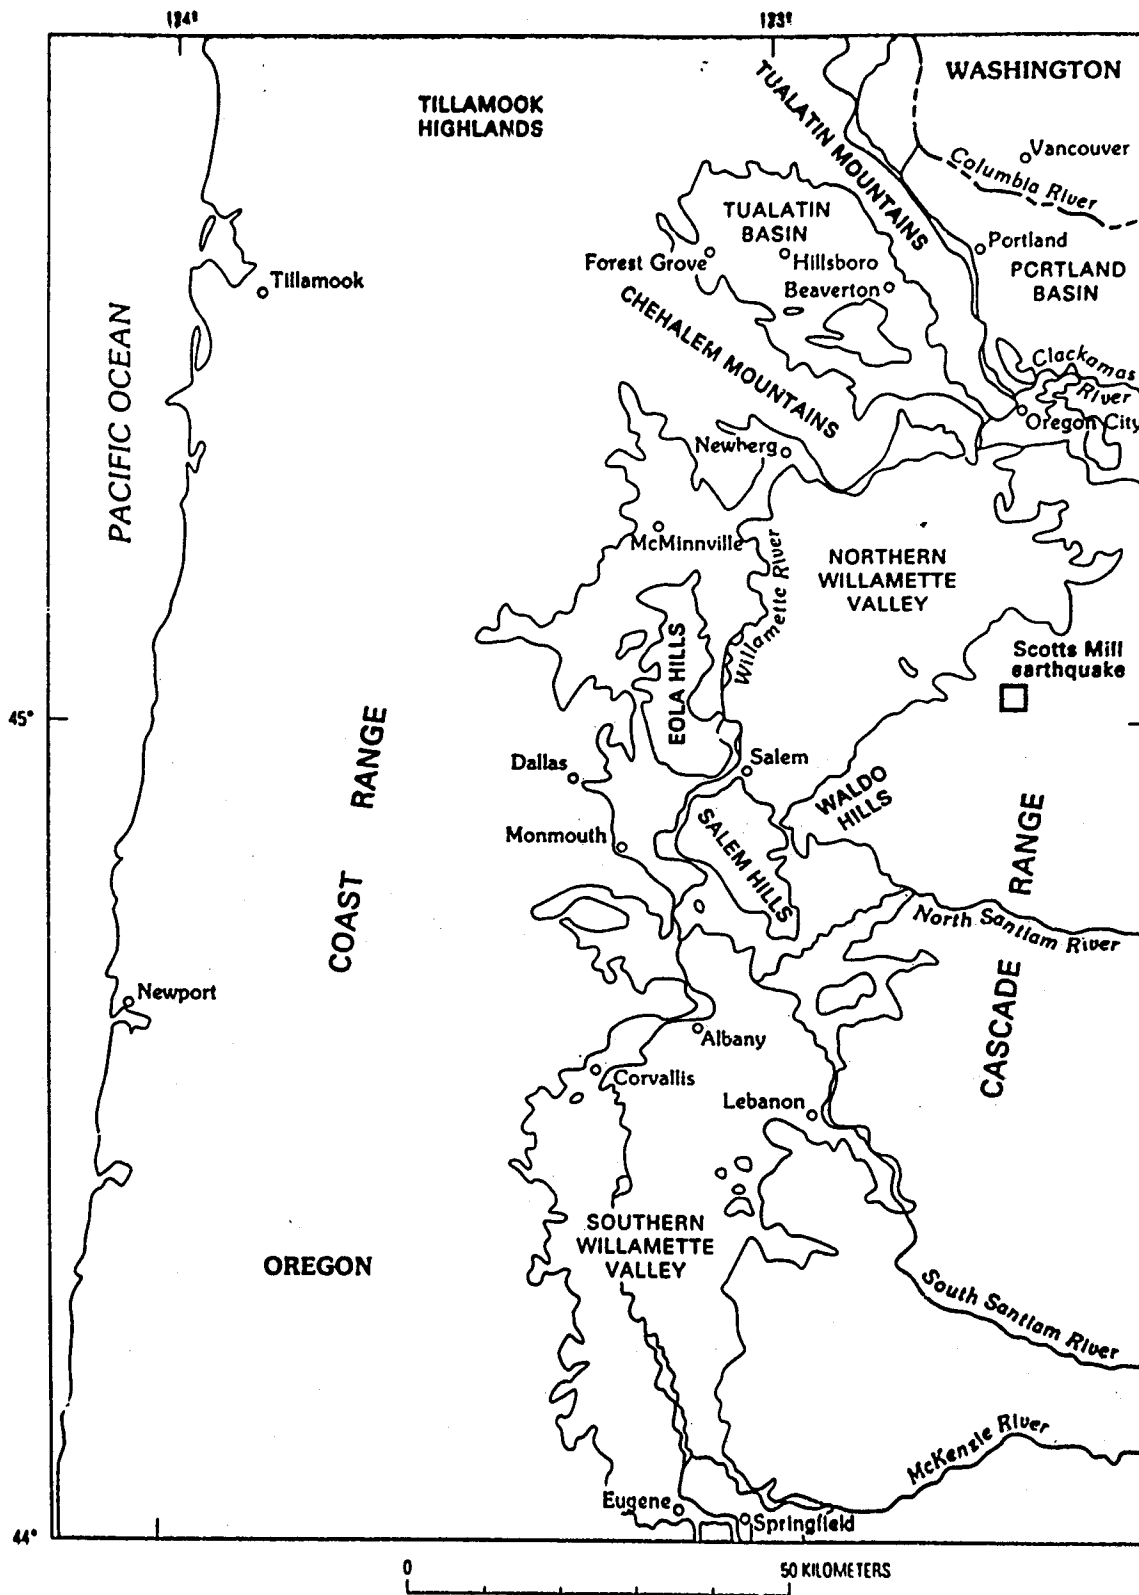 124°
123°
WASHINGTON
TILLAMOOK
HIGHLANDS
TUALATIN MOUNTAINS
Vancouver
Columbia River
TUALATIN
BASIN
Portland
Forest Grove
Hillsboro
PORTLAND
BASIN
Tillamook
Beaverton
CHEHALEM MOUNTAINS
Clackamas
River
Oregon City
PACIFIC OCEAN
Newberg
McMinnville
Willamette River
NORTHERN
WILLAMETTE
VALLEY
Scotts Mill
earthquake
EOLA HILLS
45°
Dallas
Salem
WALDO
HILLS
COAST RANGE
Monmouth
SALEM HILLS
CASCADE RANGE
North Santiam River
Newport
Albany
Corvallis
Lebanon
SOUTHERN
WILLAMETTE
VALLEY
OREGON
South Santiam River
McKenzie River
Eugene
Springfield
44°
0
50 KILOMETERS